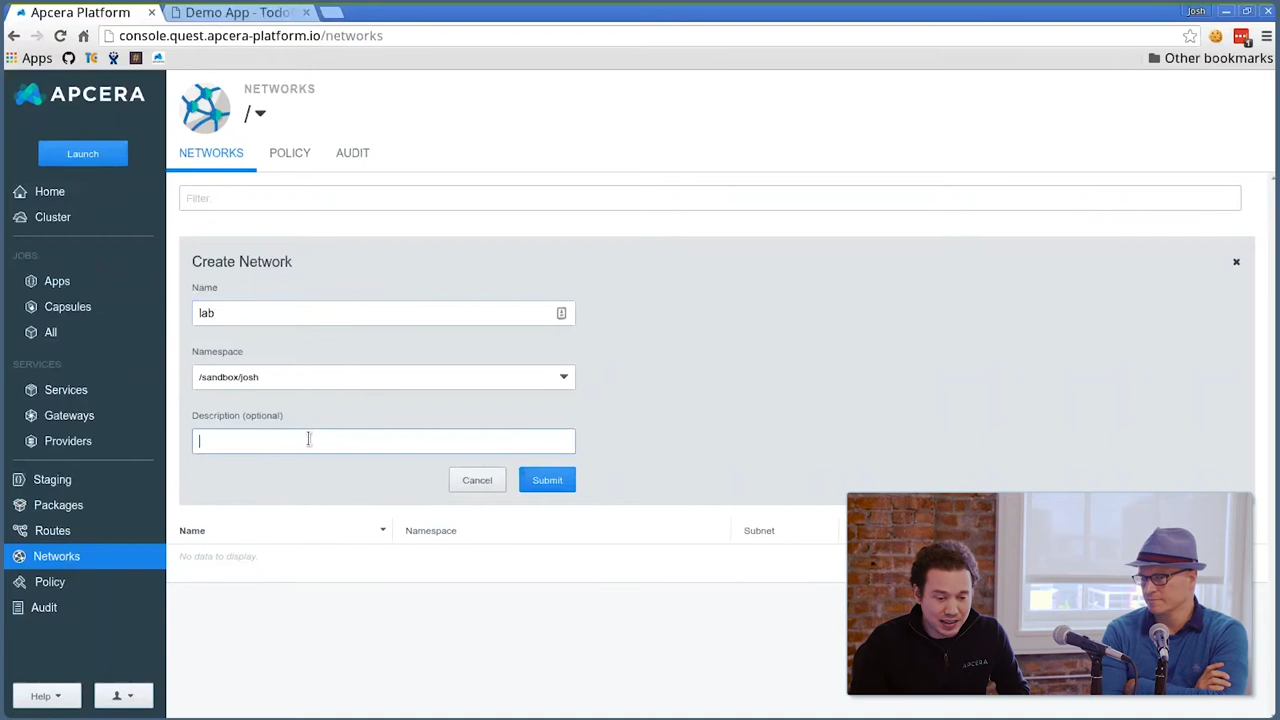 Apcera Platform
Demo App - Todo
Josh
console.quest.apcera-platform.io/networks
1
Apps
TC
#
Other bookmarks
APCERA
NETWORKS
/
Launch
NETWORKS POLICY AUDIT
Home
Filter:
Cluster
JOBS
Create Network
Apps
Name
Capsules
lab
All
Namespace
SERVICES
/sandbox/josh
Services
Gateways
Description (optional)
Providers
Staging
Cancel Submit
Packages
Routes
Name Namespace Subnet
Networks
No data to display.
Policy
Audit
APCERA
Help